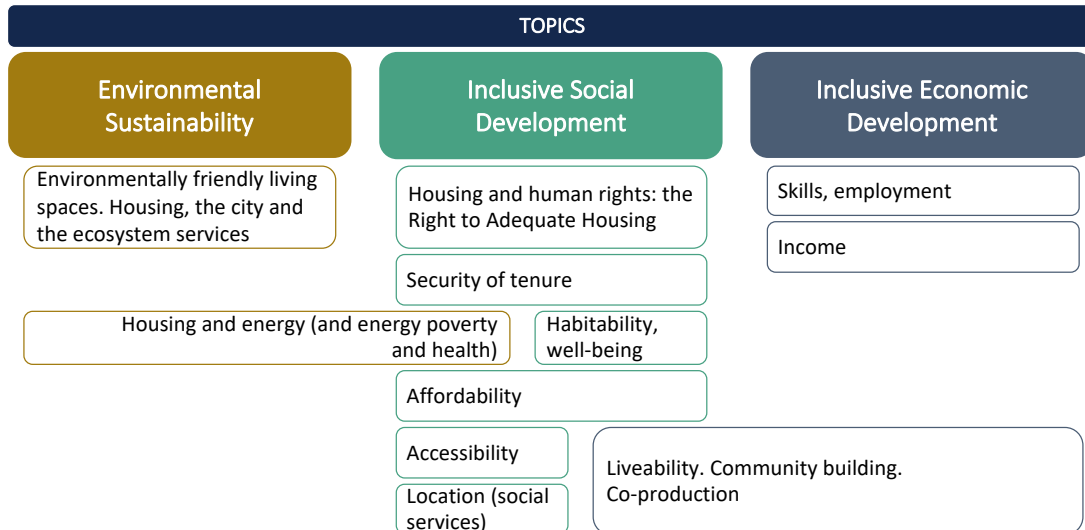 TOPICS
Environmental
Sustainability
Inclusive Social
Development
Inclusive Economic
Development
Environmentally friendly living
spaces. Housing, the city and
the ecosystem services
Housing and human rights: the
Right to Adequate Housing
Skills, employment
Income
Security of tenure
Housing and energy (and energy poverty
and health)
Habitability,
well-being
Affordability
Accessibility
Liveability. Community building.
Co-production
Location (social
services)